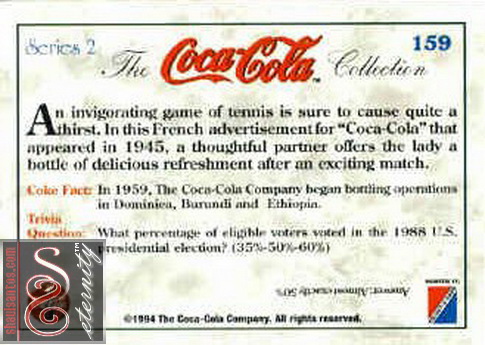 Series 2
159
The Coca-Cola™ Collection
An invigorating game of tennis is sure to cause quite a
thirst. In this French advertisement for "Coca-Cola" that
appeared in 1945, a thoughtful partner offers the lady a
bottle of delicious refreshment after an exciting match.
Coke Fact: In 1959, The Coca-Cola Company began bottling operations
in Dominica, Burundi and Ethiopia.
Trivia
Question: What percentage of eligible voters voted in the 1988 U.S.
presidential election? (35%-50%-60%)
Answer: Almost exactly 50%
©1994 The Coca-Cola Company. All rights reserved.
shaulsantos.com
S&S
eternity™